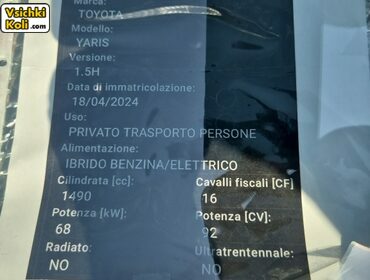 Vsichki
Koli.com
Marca:
TOYOTA
Modello:
YARIS
Versione:
1.5H
Data di immatricolazione:
18/04/2024
Uso:
PRIVATO TRASPORTO PERSONE
Alimentazione:
IBRIDO BENZINA/ELETTRICO
Cilindrata [cc]: Cavalli fiscali [CF]
1490 16
Potenza [kW]: Potenza [CV]:
68 92
Radiato: Ultratrentennale:
NO NO